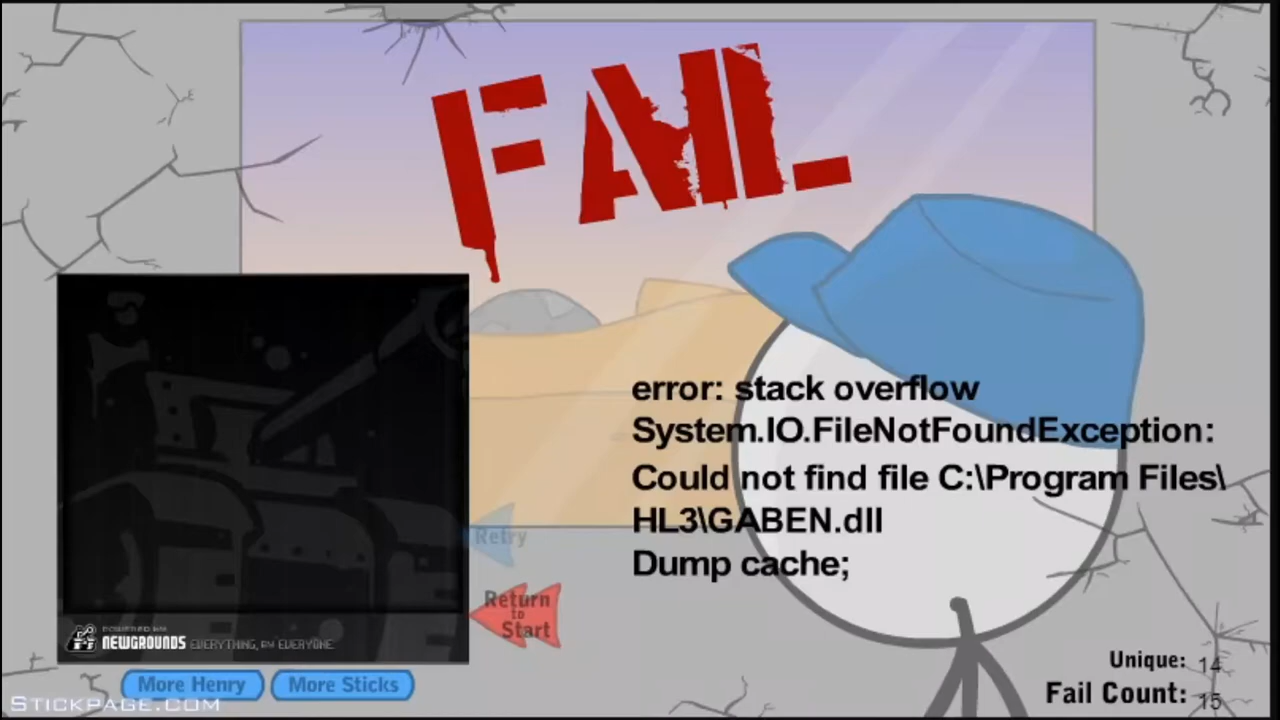 FAIL
error: stack overflow
System.IO.FileNotFoundException:
Could not find file C:\Program Files\
HL3\GABEN.dll
Dump cache;
Retry
Return
to
Start
POWERED BY:
NEWGROUNDS EVERYTHING, BY EVERYONE.
More Henry
More Sticks
STICKPAGE.COM
Unique: 14
Fail Count: 15